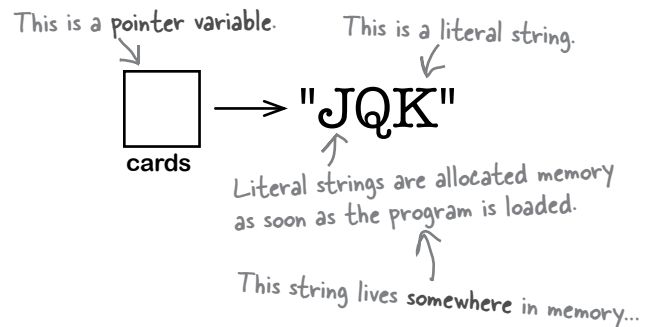 This is a pointer variable.
This is a literal string.
"JQK"
cards
Literal strings are allocated memory
as soon as the program is loaded.
This string lives somewhere in memory...